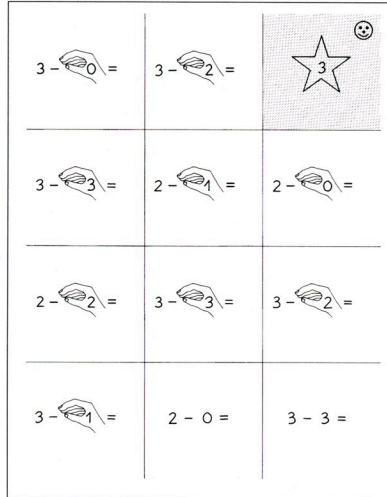 3 - 0 =
3 - 2 =
3
3 - 3 =
2 - 1 =
2 - 0 =
2 - 2 =
3 - 3 =
3 - 2 =
3 - 1 =
2 - 0 =
3 - 3 =